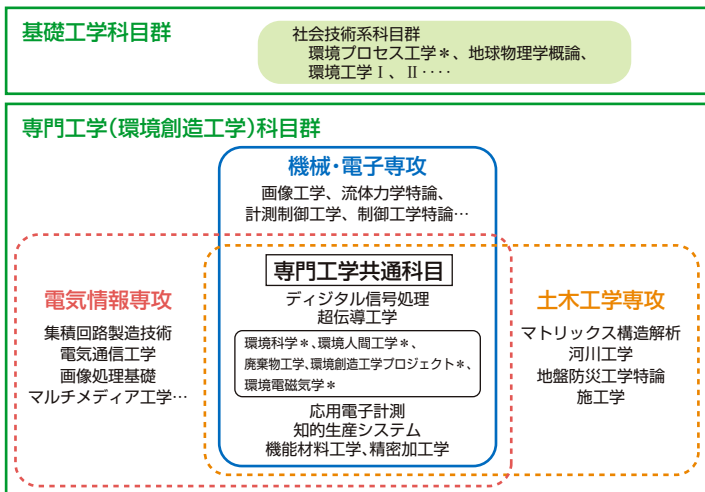 基礎工学科目群
社会技術系科目群
環境プロセス工学＊、地球物理学概論、
環境工学Ⅰ、Ⅱ‥‥
専門工学（環境創造工学）科目群
機械・電子専攻
画像工学、流体力学特論、
計測制御工学、制御工学特論…
電気情報専攻
集積回路製造技術
電気通信工学
画像処理基礎
マルチメディア工学…
専門工学共通科目
ディジタル信号処理
超伝導工学
環境科学＊、環境人間工学＊、
廃棄物工学、環境創造工学プロジェクト＊、
環境電磁気学＊
応用電子計測
知的生産システム
機能材料工学、精密加工学
土木工学専攻
マトリックス構造解析
河川工学
地盤防災工学特論
施工学